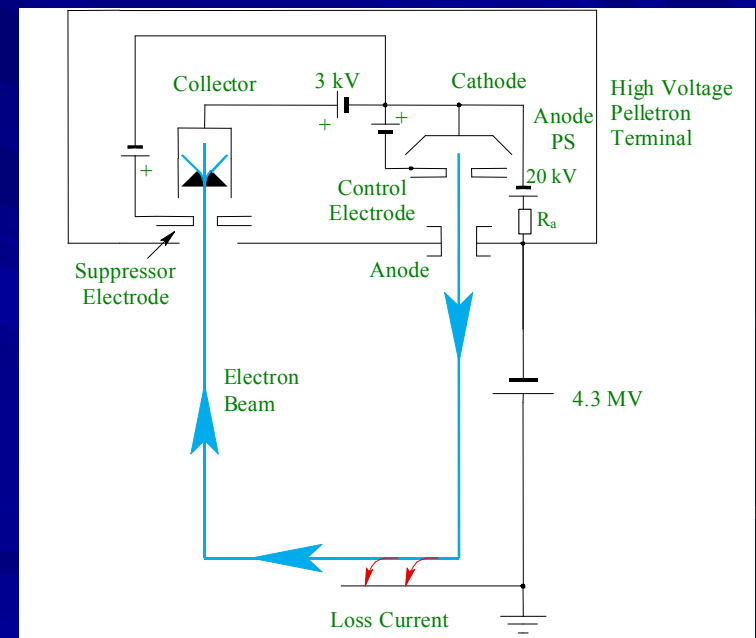 Collector
3 kV
Cathode
High Voltage
Pelletron
Terminal
Anode
PS
+
+
+
20 kV
Control
Electrode
Rₐ
Suppressor
Electrode
Anode
Electron
Beam
4.3 MV
Loss Current